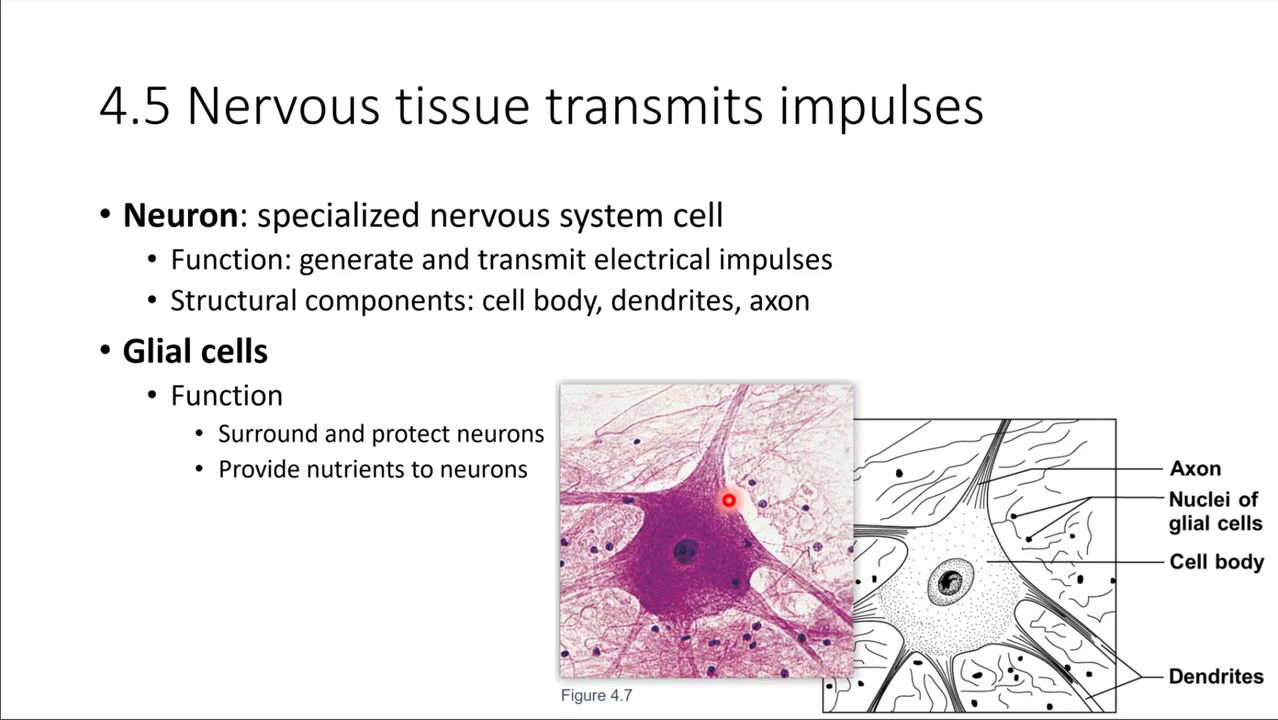 4.5 Nervous tissue transmits impulses
• Neuron: specialized nervous system cell
• Function: generate and transmit electrical impulses
• Structural components: cell body, dendrites, axon
• Glial cells
• Function
• Surround and protect neurons
• Provide nutrients to neurons
Axon
Nuclei of
glial cells
Cell body
Dendrites
Figure 4.7